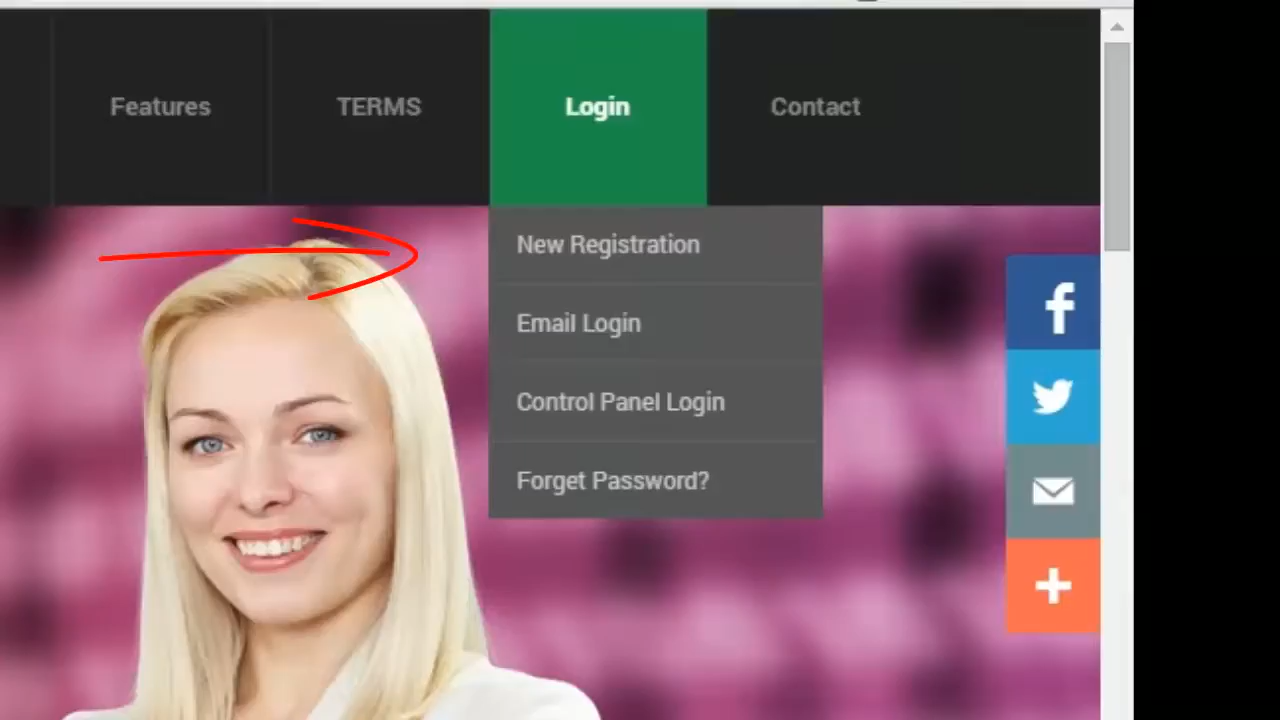 Features
TERMS
Login
Contact
New Registration
Email Login
Control Panel Login
Forget Password?